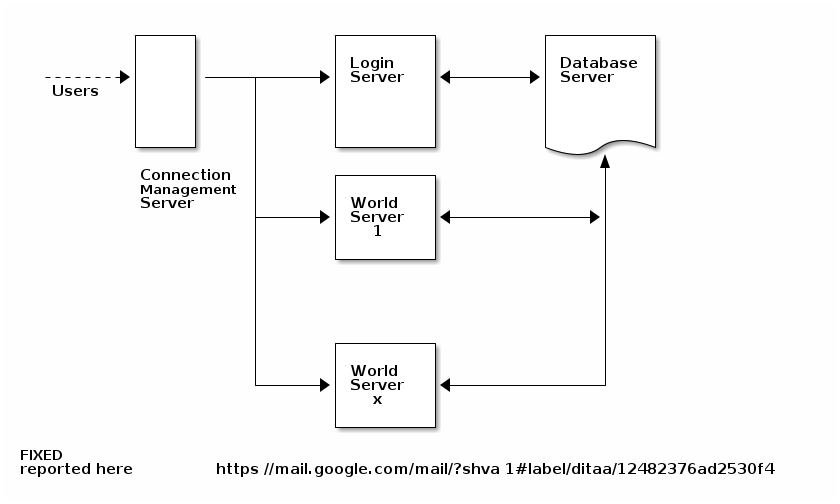 Login
Server
Database
Server
Users
Connection
Management
Server
World
Server
1
World
Server
x
FIXED
reported here https //mail.google.com/mail/?shva 1#label/ditaa/12482376ad2530f4